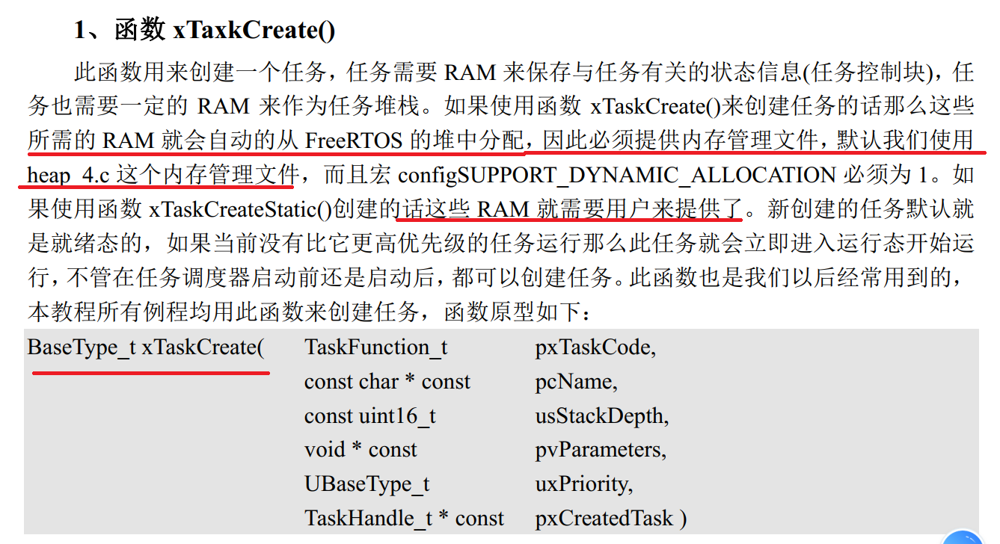 1、函数 xTaxkCreate()
此函数用来创建一个任务，任务需要 RAM 来保存与任务有关的状态信息(任务控制块)，任
务也需要一定的 RAM 来作为任务堆栈。如果使用函数 xTaskCreate()来创建任务的话那么这些
所需的 RAM 就会自动的从 FreeRTOS 的堆中分配，因此必须提供内存管理文件，默认我们使用
heap_4.c 这个内存管理文件，而且宏 configSUPPORT_DYNAMIC_ALLOCATION 必须为 1。如
果使用函数 xTaskCreateStatic()创建的话这些 RAM 就需要用户来提供了。新创建的任务默认就
是就绪态的，如果当前没有比它更高优先级的任务运行那么此任务就会立即进入运行态开始运
行，不管在任务调度器启动前还是启动后，都可以创建任务。此函数也是我们以后经常用到的，
本教程所有例程均用此函数来创建任务，函数原型如下：
BaseType_t xTaskCreate( TaskFunction_t pxTaskCode,
const char * const pcName,
const uint16_t usStackDepth,
void * const pvParameters,
UBaseType_t uxPriority,
TaskHandle_t * const pxCreatedTask )